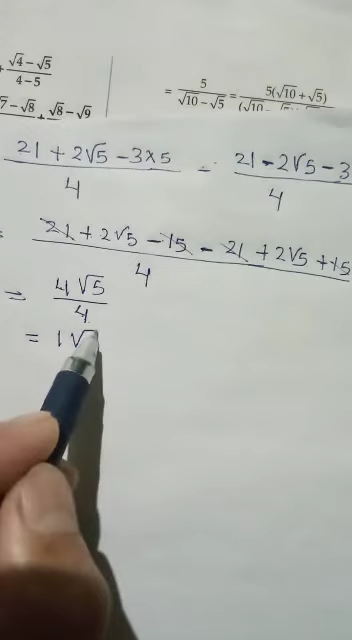 + (√4 − √5)/(4 − 5)
√7 − √8 + √8 − √9
= 5/(√10 − √5) = 5(√10 + √5)/
(21 + 2√5 − 3×5)/4 − (21 − 2√5 − 3)/4
= (21 + 2√5 − 15 − 21 + 2√5 + 15)/4
= 4√5/4
= 1√